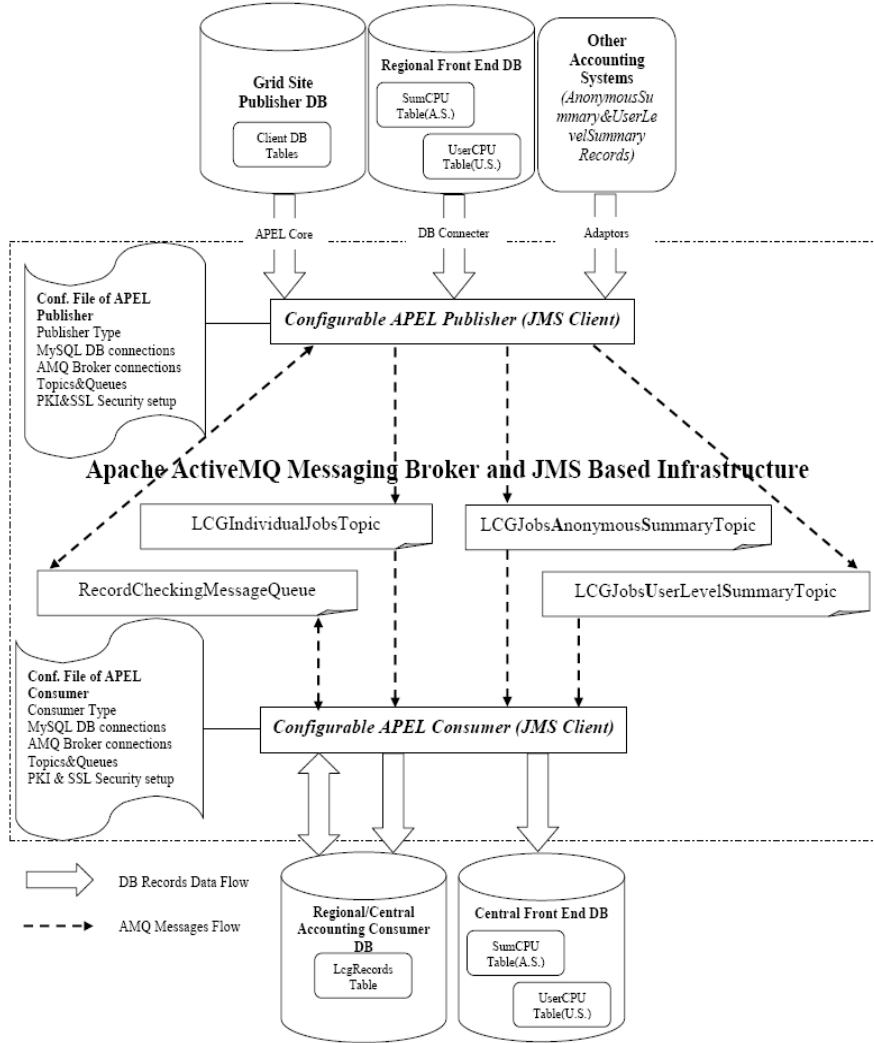 Grid Site
Publisher DB
Client DB
Tables
Regional Front End DB
SumCPU
Table(A.S.)
UserCPU
Table(U.S.)
Other
Accounting
Systems
(AnonymousSu
mmary&UserLe
velSummary
Records)
APEL Core
DB Connecter
Adaptors
Conf. File of APEL
Publisher
Publisher Type
MySQL DB connections
AMQ Broker connections
Topics&Queues
PKI&SSL Security setup
Configurable APEL Publisher (JMS Client)
Apache ActiveMQ Messaging Broker and JMS Based Infrastructure
LCGIndividualJobsTopic
LCGJobsAnonymousSummaryTopic
RecordCheckingMessageQueue
LCGJobsUserLevelSummaryTopic
Conf. File of APEL
Consumer
Consumer Type
MySQL DB connections
AMQ Broker connections
Topics&Queues
PKI & SSL Security setup
Configurable APEL Consumer (JMS Client)
DB Records Data Flow
AMQ Messages Flow
Regional/Central
Accounting Consumer
DB
LcgRecords
Table
Central Front End DB
SumCPU
Table(A.S.)
UserCPU
Table(U.S.)